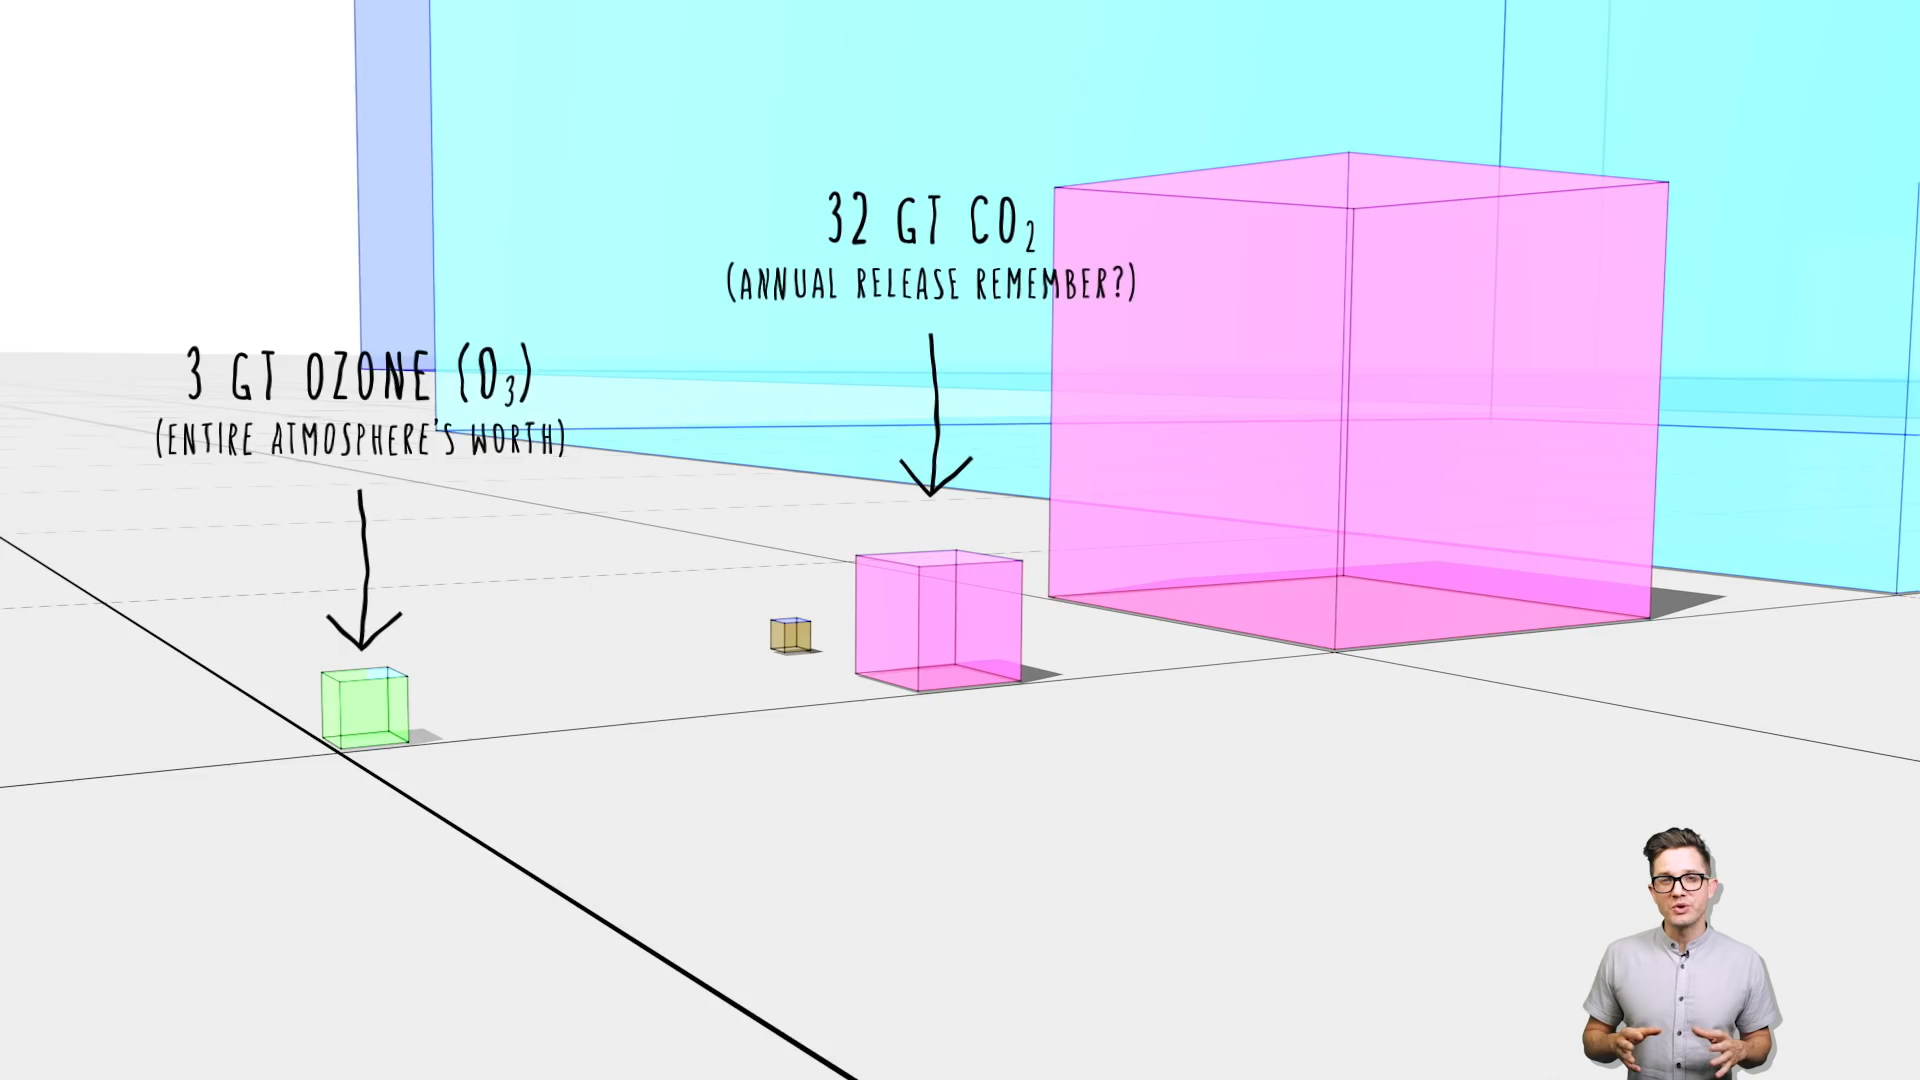 32 GT CO₂
(ANNUAL RELEASE REMEMBER?)
3 GT OZONE (O₃)
(ENTIRE ATMOSPHERE'S WORTH)